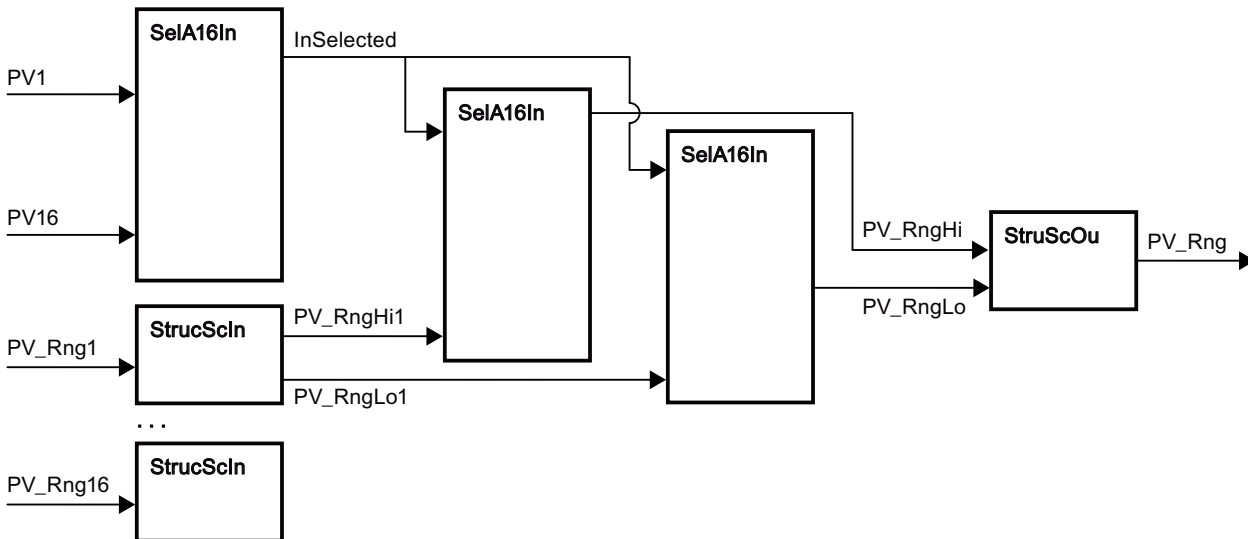 SelA16In
InSelected
PV1
SelA16In
SelA16In
PV16
PV_RngHi
StruScOu
PV_Rng
StrucScIn
PV_RngHi1
PV_RngLo
PV_Rng1
PV_RngLo1
...
StrucScIn
PV_Rng16